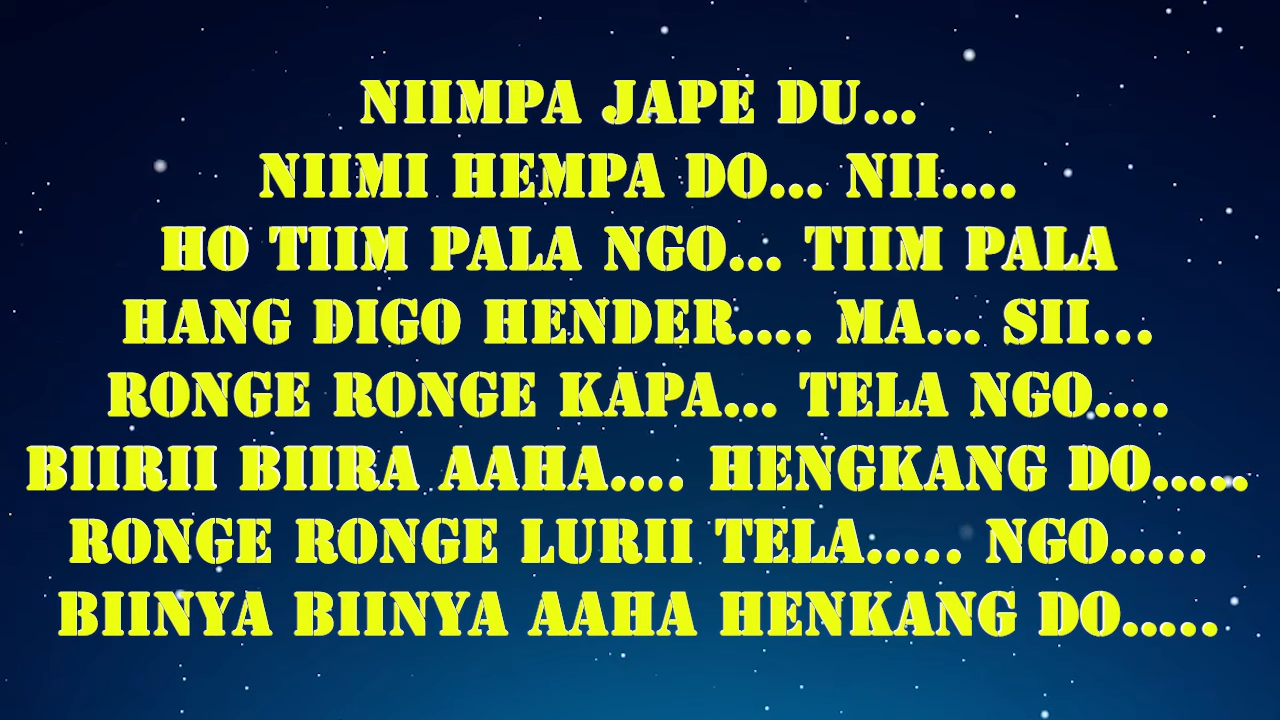 NIIMPA JAPE DU...
NIIMI HEMPA DO... NII....
HO TIIM PALA NGO... TIIM PALA
HANG DIGO HENDER.... MA... SII...
RONGE RONGE KAPA... TELA NGO....
BIIRII BIIRA AAHA.... HENGKANG DO.....
RONGE RONGE LURII TELA..... NGO.....
BIINYA BIINYA AAHA HENKANG DO.....